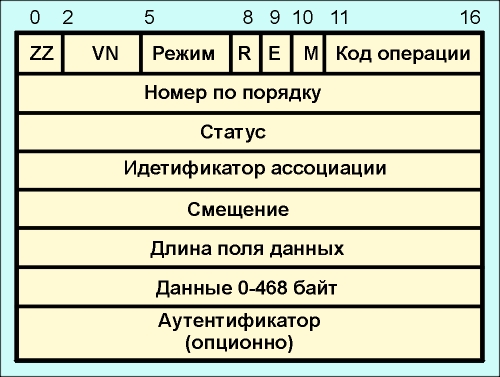 0 2 5 8 9 10 11 16
ZZ VN Режим R E M Код операции
Номер по порядку
Статус
Идетификатор ассоциации
Смещение
Длина поля данных
Данные 0-468 байт
Аутентификатор
(опционно)